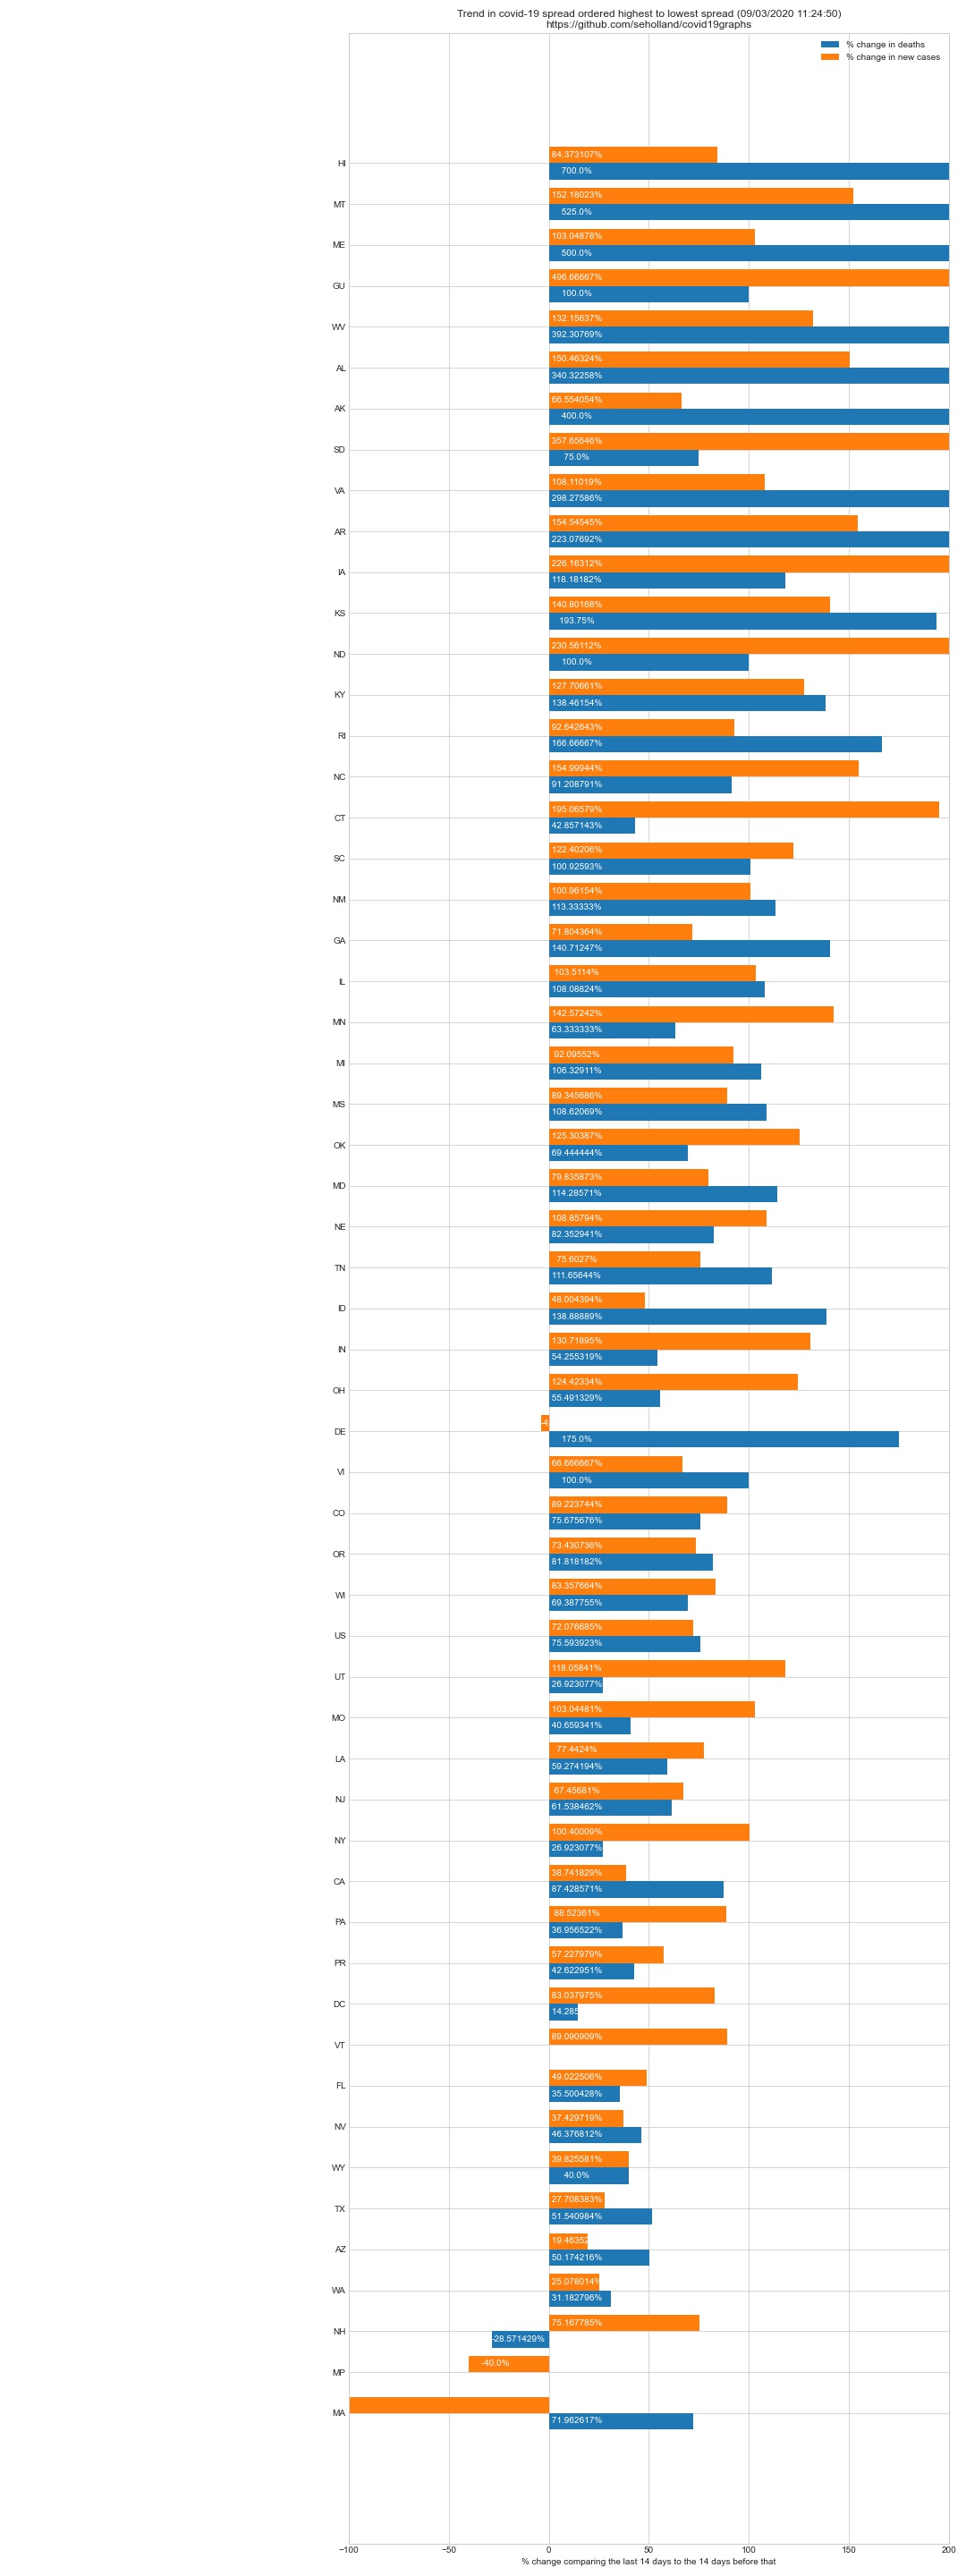 Trend in covid-19 spread ordered highest to lowest spread (09/03/2020 11:24:50)
https://github.com/seholland/covid19graphs
% change in deaths
% change in new cases
84.373107%
HI
700.0%
152.18023%
MT
525.0%
103.04878%
ME
500.0%
496.66667%
GU
100.0%
132.15637%
WV
392.30769%
150.46324%
AL
340.32258%
66.554054%
AK
400.0%
357.65646%
SD
75.0%
108.11019%
VA
298.27586%
154.54545%
AR
223.07692%
226.16312%
IA
118.18182%
140.80168%
KS
193.75%
230.56112%
ND
100.0%
127.70661%
KY
138.46154%
92.642643%
RI
166.66667%
154.99944%
NC
91.208791%
195.06579%
CT
42.857143%
122.40206%
SC
100.92593%
100.96154%
NM
113.33333%
71.804364%
GA
140.71247%
103.5114%
IL
108.08824%
142.57242%
MN
63.333333%
92.09552%
MI
106.32911%
89.345686%
MS
108.62069%
125.30387%
OK
69.444444%
79.835873%
MD
114.28571%
108.85794%
NE
82.352941%
75.6027%
TN
111.65644%
48.004394%
ID
138.88889%
130.71895%
IN
54.255319%
124.42334%
OH
55.491329%
-4
DE
175.0%
66.666667%
VI
100.0%
89.223744%
CO
75.675676%
73.430736%
OR
81.818182%
83.357664%
WI
69.387755%
72.076685%
US
75.593923%
118.05841%
UT
26.923077%
103.04481%
MO
40.659341%
77.4424%
LA
59.274194%
67.45681%
NJ
61.538462%
100.40009%
NY
26.923077%
38.741829%
CA
87.428571%
88.52361%
PA
36.956522%
57.227979%
PR
42.622951%
83.037975%
DC
14.285
89.090909%
VT
49.022506%
FL
35.500428%
37.429719%
NV
46.376812%
39.825581%
WY
40.0%
27.708383%
TX
51.540984%
19.46352
AZ
50.174216%
25.078014%
WA
31.182796%
75.167785%
NH
-28.571429%
-40.0%
MP
MA
71.962617%
−100 −50 0 50 100 150 200
% change comparing the last 14 days to the 14 days before that